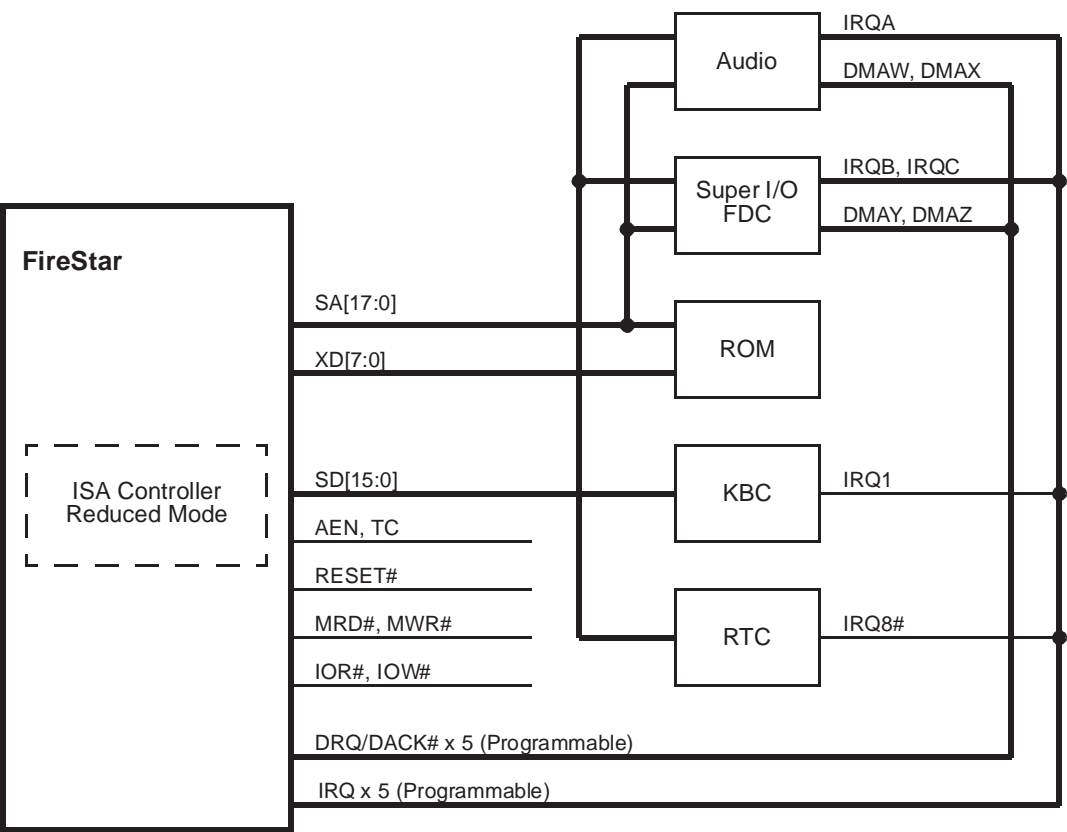 IRQA
Audio
DMAW, DMAX
IRQB, IRQC
Super I/O
FDC
DMAY, DMAZ
FireStar
SA[17:0]
ROM
XD[7:0]
ISA Controller
Reduced Mode
SD[15:0]
KBC
IRQ1
AEN, TC
RESET#
MRD#, MWR#
RTC
IRQ8#
IOR#, IOW#
DRQ/DACK# x 5 (Programmable)
IRQ x 5 (Programmable)